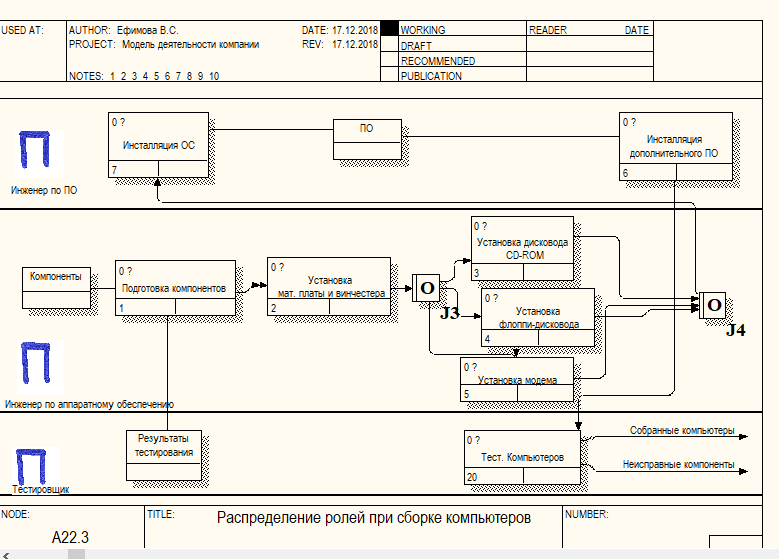 USED AT:
AUTHOR: Ефимова В.С.
DATE: 17.12.2018
WORKING
READER
DATE
PROJECT: Модель деятельности компании
REV: 17.12.2018
DRAFT
RECOMMENDED
NOTES: 1 2 3 4 5 6 7 8 9 10
PUBLICATION
0 ?
Инсталляция ОС
7
ПО
0 ?
Инсталляция
дополнительного ПО
6
П
Инженер по ПО
0 ?
Установка дисковода
CD-ROM
3
Компоненты
0 ?
Подготовка компонентов
1
0 ?
Установка
мат. платы и винчестера
2
O
J3
0 ?
Установка
флоппи-дисковода
4
O
J4
П
Инженер по аппаратному обеспечению
0 ?
Установка модема
5
Результаты
тестирования
0 ?
Тест. Компьютеров
20
Собранные компьютеры
Неисправные компоненты
П
Тестировщик
NODE:
A22.3
TITLE:
Распределение ролей при сборке компьютеров
NUMBER: